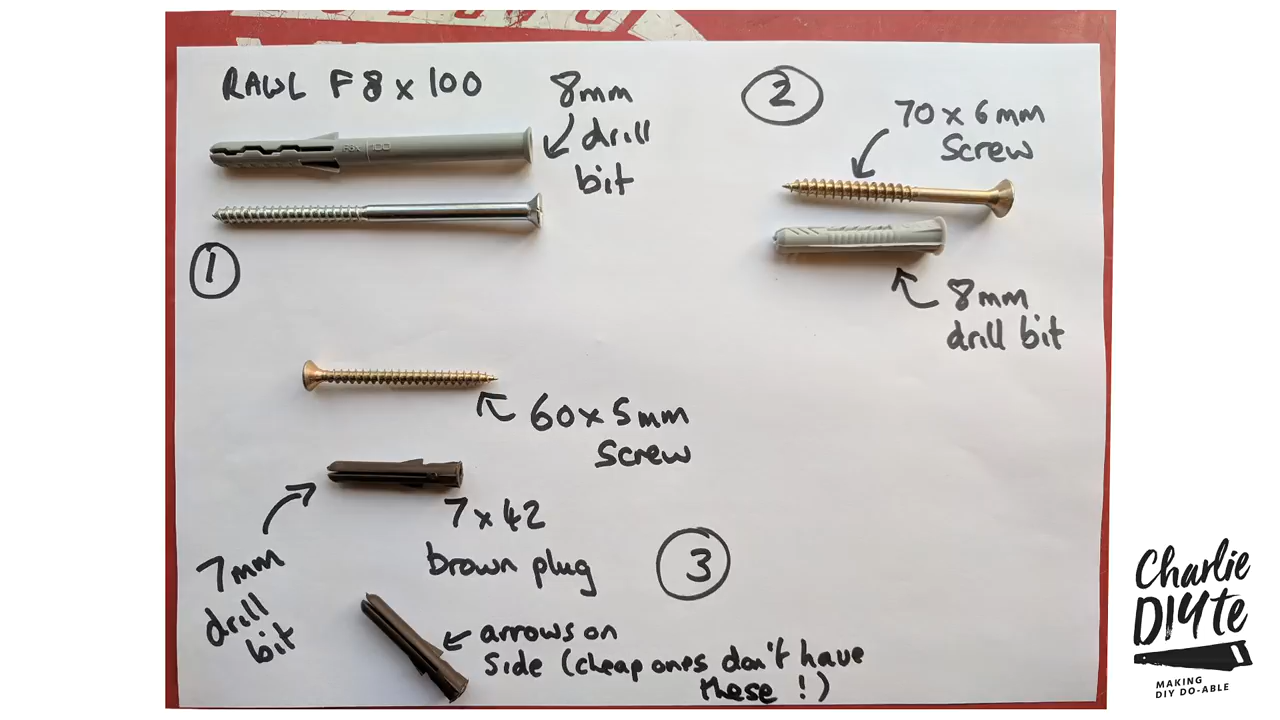 RAWL F8 x 100
8mm
drill
bit
F8X 100
1
2
70 x 6mm
Screw
8mm
drill bit
60 x 5mm
Screw
7 x 42
brown plug
7mm
drill
bit
3
arrows on
side (cheap ones don't have
these !)
Charlie
DIYte
MAKING
DIY DO-ABLE